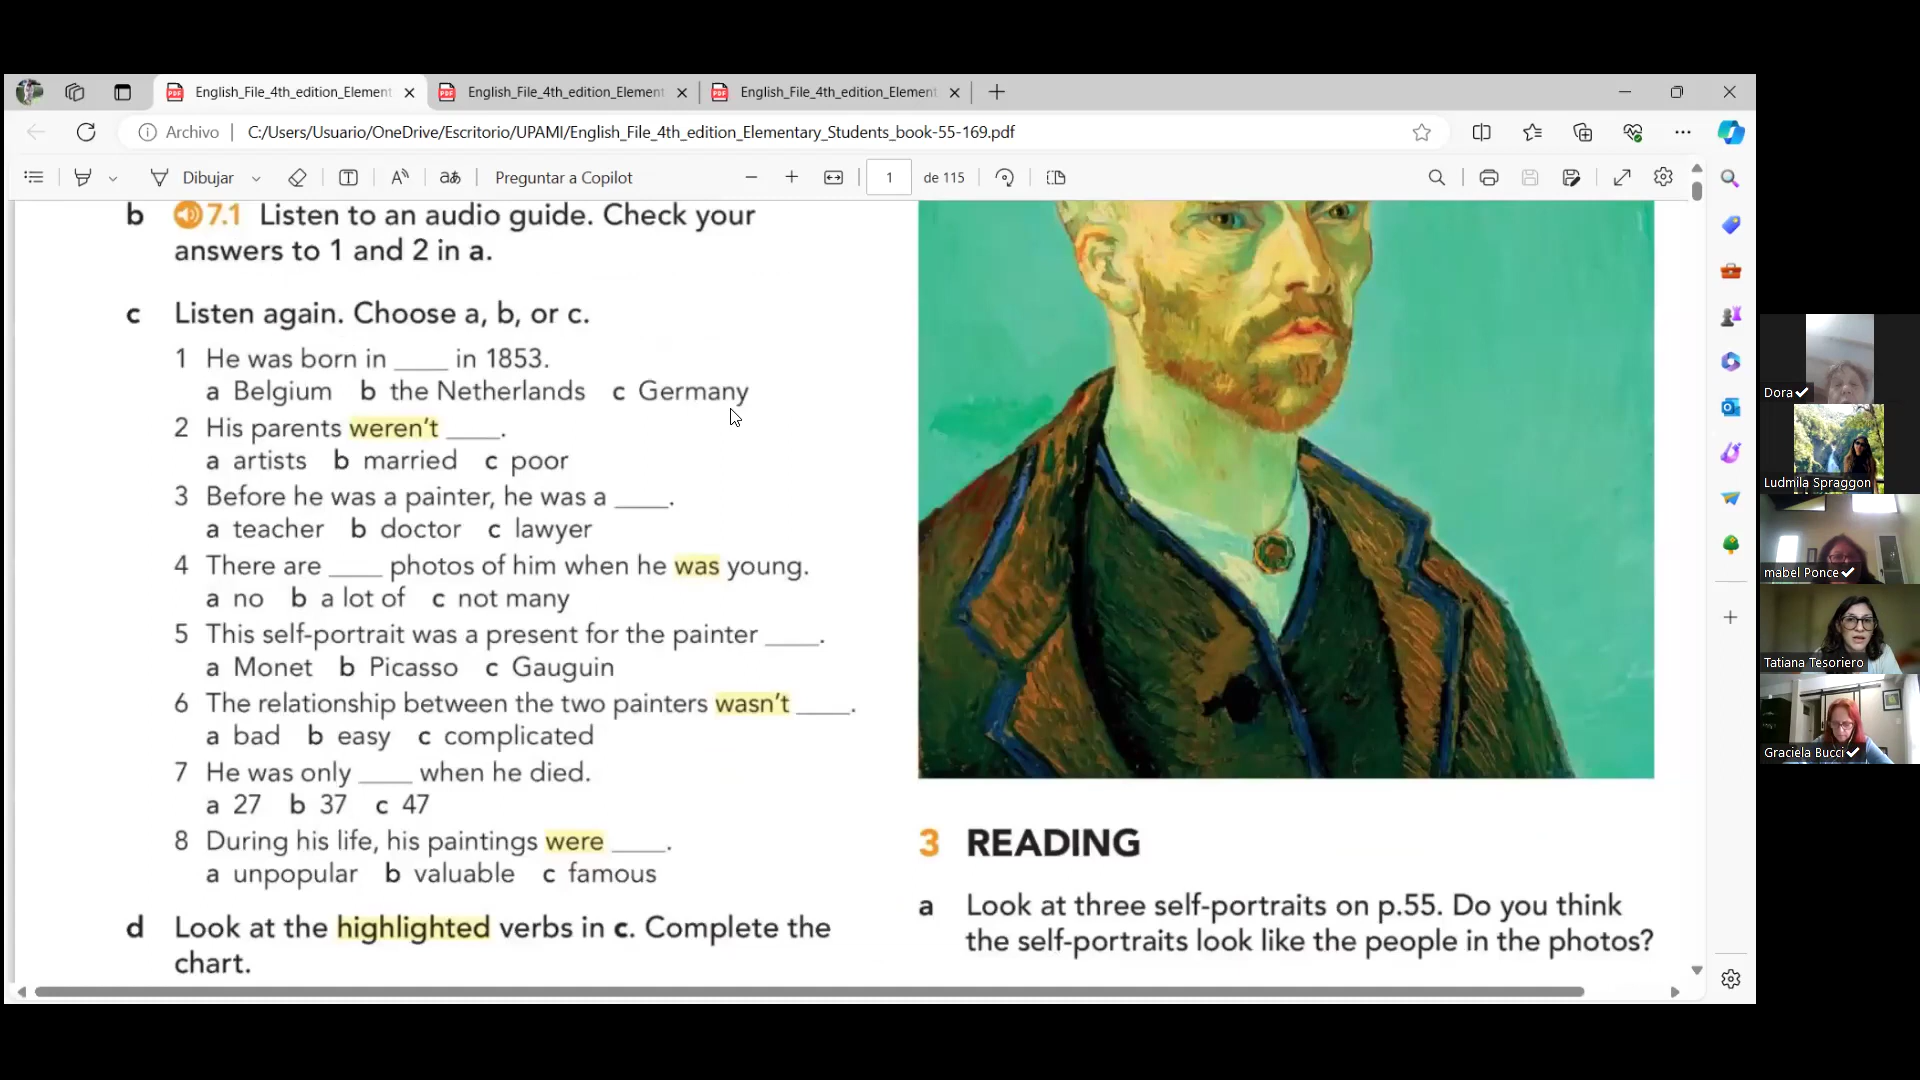 English_File_4th_edition_Element
English_File_4th_edition_Element
English_File_4th_edition_Element
Archivo
C:/Users/Usuario/OneDrive/Escritorio/UPAMI/English_File_4th_edition_Elementary_Students_book-55-169.pdf
Dibujar
Preguntar a Copilot
1
de 115
b 7.1 Listen to an audio guide. Check your
answers to 1 and 2 in a.
c Listen again. Choose a, b, or c.
1 He was born in ____ in 1853.
a Belgium b the Netherlands c Germany
2 His parents weren't ____.
a artists b married c poor
3 Before he was a painter, he was a ____.
a teacher b doctor c lawyer
4 There are ____ photos of him when he was young.
a no b a lot of c not many
5 This self-portrait was a present for the painter ____.
a Monet b Picasso c Gauguin
6 The relationship between the two painters wasn't ____.
a bad b easy c complicated
7 He was only ____ when he died.
a 27 b 37 c 47
8 During his life, his paintings were ____.
a unpopular b valuable c famous
d Look at the highlighted verbs in c. Complete the
chart.
3 READING
a Look at three self-portraits on p.55. Do you think
the self-portraits look like the people in the photos?
Dora
Ludmila Spraggon
mabel Ponce
Tatiana Tesoriero
Graciela Bucci